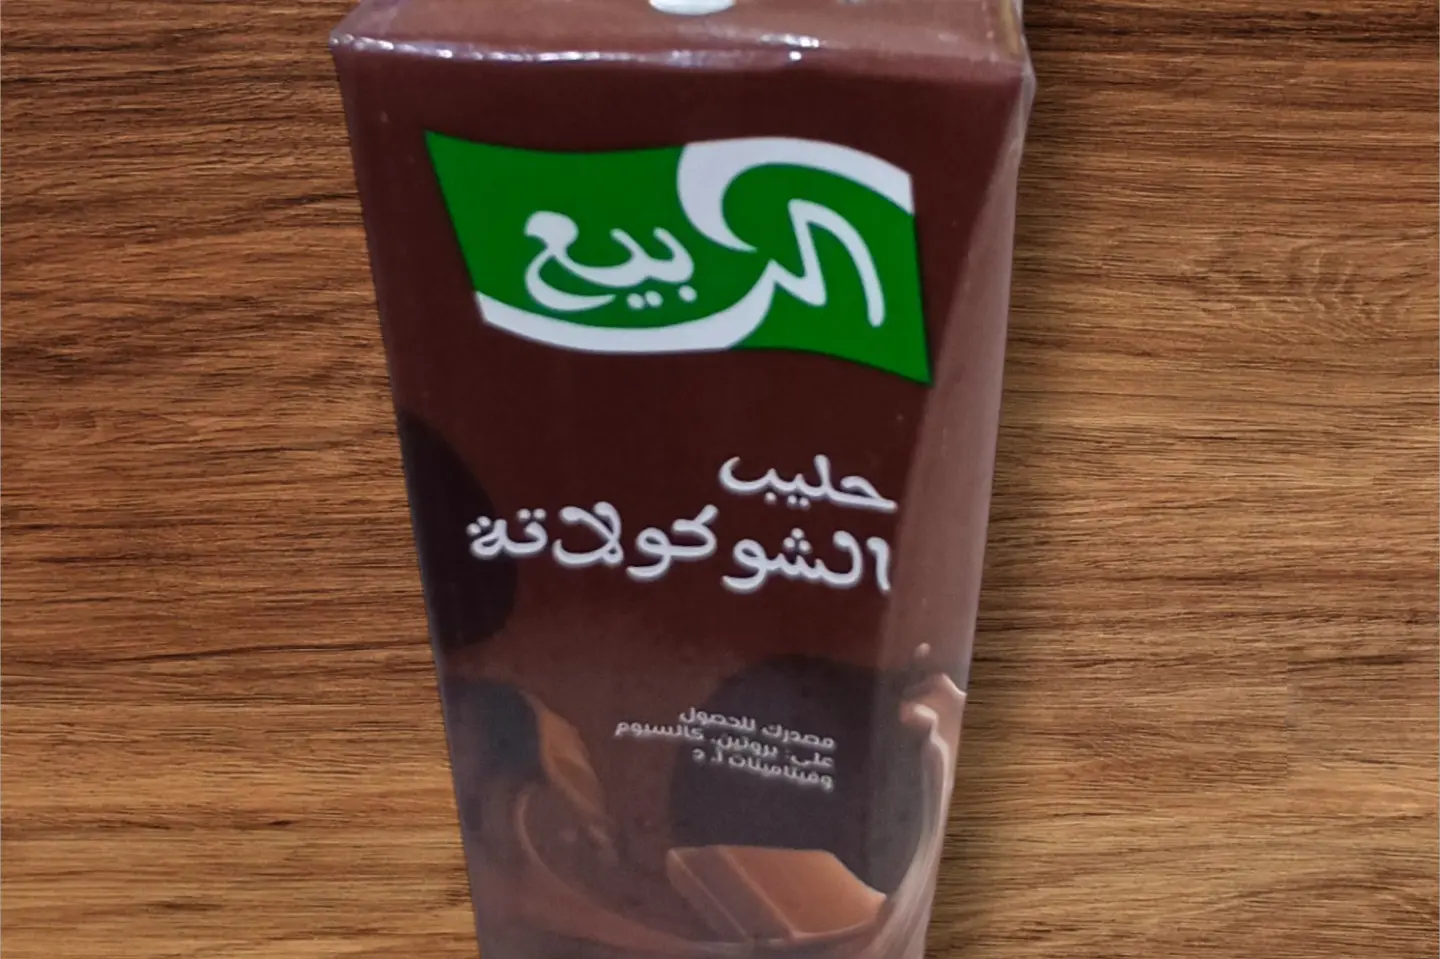 الربيع
حليب
الشوكولاتة
مصدرك للحصول
على: بروتين، كالسيوم
وفيتامينات أ، د